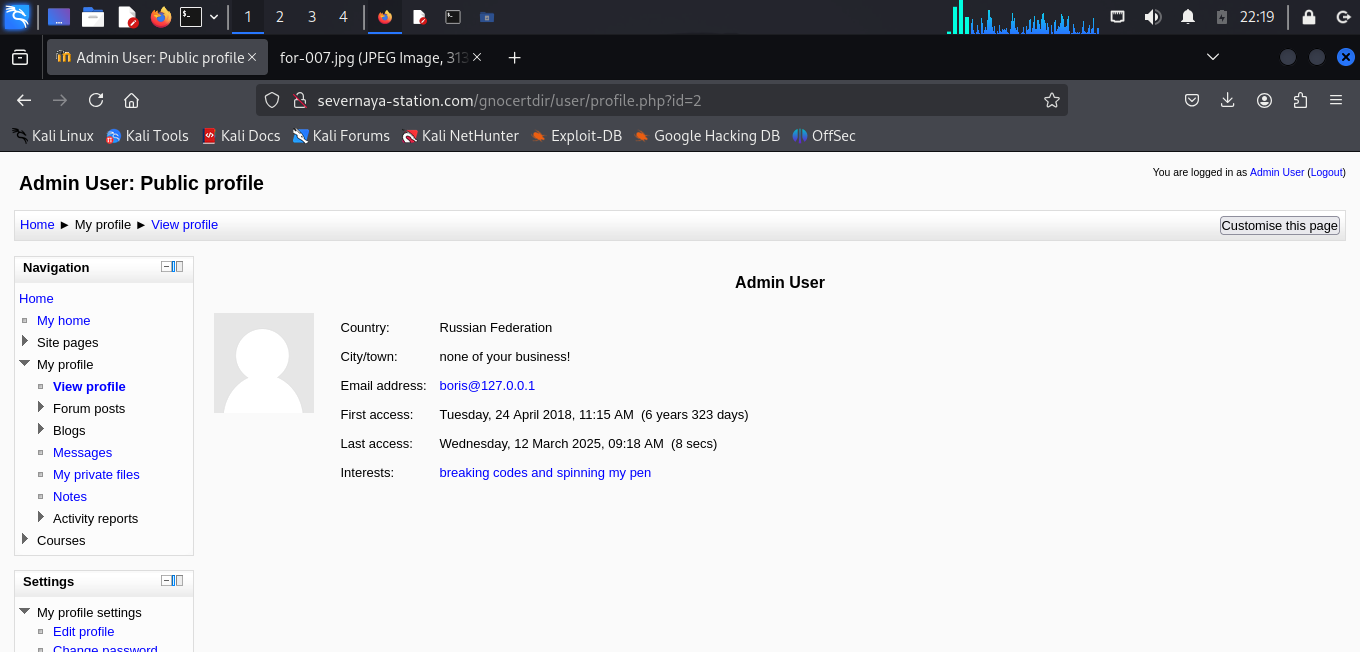 1 2 3 4 22:19
Admin User: Public profile for-007.jpg (JPEG Image, 313
severnaya-station.com/gnocertdir/user/profile.php?id=2
Kali Linux Kali Tools Kali Docs Kali Forums Kali NetHunter Exploit-DB Google Hacking DB OffSec
You are logged in as Admin User (Logout)
Admin User: Public profile
Home ► My profile ► View profile Customise this page
Navigation
Home
My home
Site pages
My profile
View profile
Forum posts
Blogs
Messages
My private files
Notes
Activity reports
Courses
Settings
My profile settings
Edit profile
Change password
Admin User
Country: Russian Federation
City/town: none of your business!
Email address: boris@127.0.0.1
First access: Tuesday, 24 April 2018, 11:15 AM (6 years 323 days)
Last access: Wednesday, 12 March 2025, 09:18 AM (8 secs)
Interests: breaking codes and spinning my pen